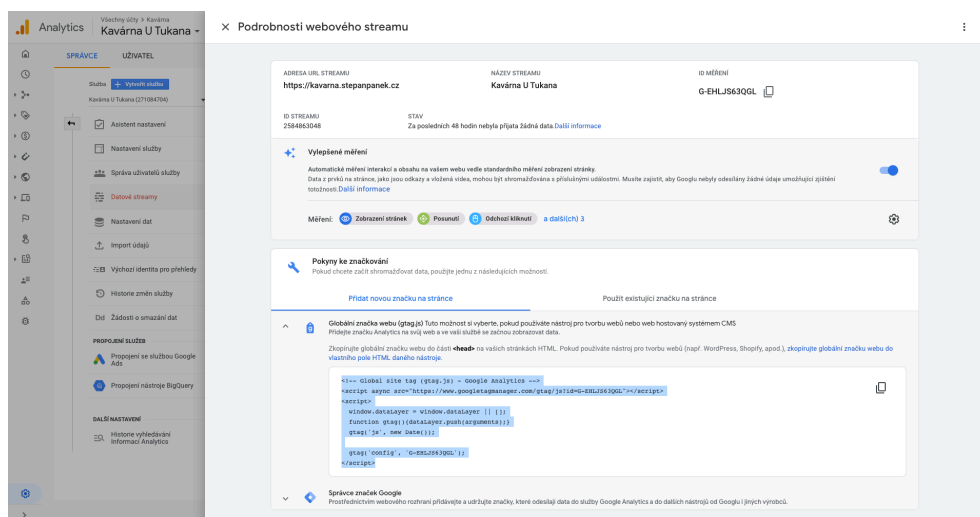 Analytics
Všechny účty > Kavárna
Kavárna U Tukana
Podrobnosti webového streamu
SPRÁVCE UŽIVATEL
Služba + Vytvořit službu
Kavárna U Tukana (271084704)
Asistent nastavení
Nastavení služby
Správa uživatelů služby
Datové streamy
Nastavení dat
Import údajů
Výchozí identita pro přehledy
Historie změn služby
Dd Žádosti o smazání dat
PROPOJENÍ SLUŽEB
Propojení se službou Google
Ads
Propojení nástroje BigQuery
DALŠÍ NASTAVENÍ
Historie vyhledávání
Informací Analytics
ADRESA URL STREAMU
https://kavarna.stepanpanek.cz
NÁZEV STREAMU
Kavárna U Tukana
ID MĚŘENÍ
G-EHLJS63QGL
ID STREAMU
2584863048
STAV
Za posledních 48 hodin nebyla přijata žádná data.Další informace
Vylepšené měření
Automatické měření interakcí a obsahu na vašem webu vedle standardního měření zobrazení stránky.
Data z prvků na stránce, jako jsou odkazy a vložená videa, mohou být shromažďována s příslušnými událostmi. Musíte zajistit, aby Googlu nebyly odesílány žádné údaje umožňující zjištění
totožnosti.Další informace
Měření: Zobrazení stránek Posunutí Odchozí kliknutí a další(ch) 3
Pokyny ke značkování
Pokud chcete začít shromažďovat data, použijte jednu z následujících možností.
Přidat novou značku na stránce Použít existující značku na stránce
Globální značka webu (gtag.js) Tuto možnost si vyberte, pokud používáte nástroj pro tvorbu webů nebo web hostovaný systémem CMS
Přidejte značku Analytics na svůj web a ve vaší službě se začnou zobrazovat data.
Zkopírujte globální značku webu do části <head> na vašich stránkách HTML. Pokud používáte nástroj pro tvorbu webů (např. WordPress, Shopify, apod.), zkopírujte globální značku webu do
vlastního pole HTML daného nástroje.
<!-- Global site tag (gtag.js) - Google Analytics -->
<script async src="https://www.googletagmanager.com/gtag/js?id=G-EHLJS63QGL"></script>
<script>
window.dataLayer = window.dataLayer || [];
function gtag(){dataLayer.push(arguments);}
gtag('js', new Date());
gtag('config', 'G-EHLJS63QGL');
</script>
Správce značek Google
Prostřednictvím webového rozhraní přidávejte a udržujte značky, které odesílají data do služby Google Analytics a do dalších nástrojů od Googlu i jiných výrobců.